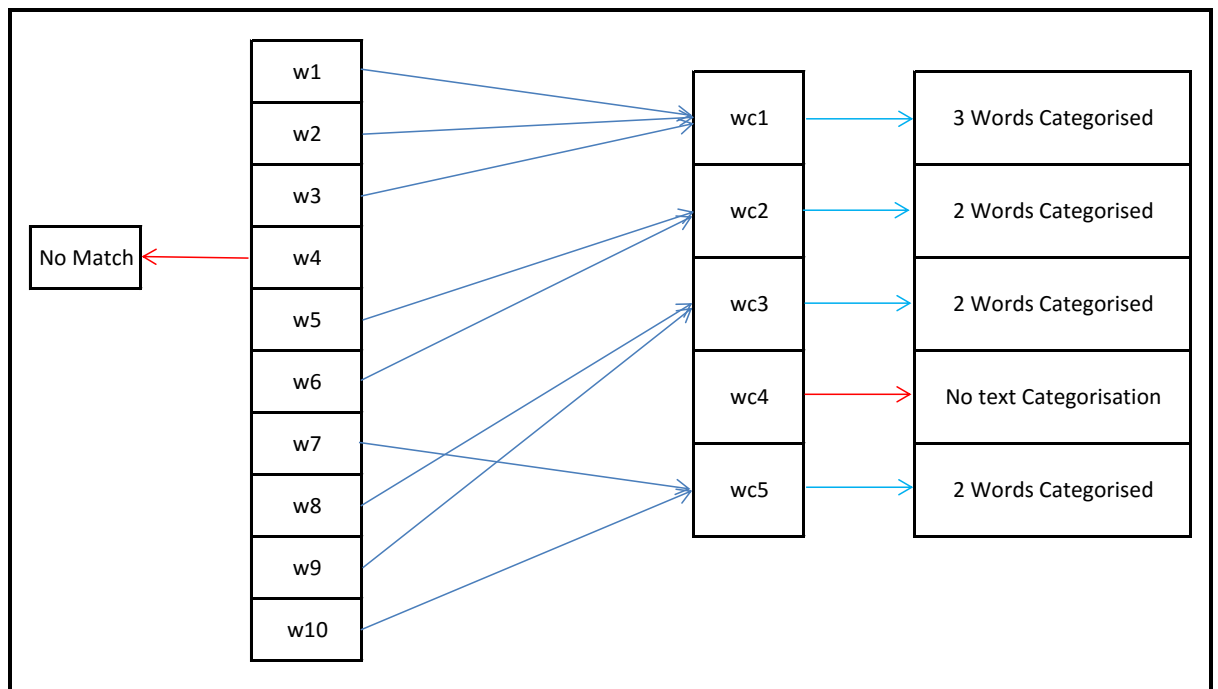 No Match
w1
w2
w3
w4
w5
w6
w7
w8
w9
w10
wc1
wc2
wc3
wc4
wc5
3 Words Categorised
2 Words Categorised
2 Words Categorised
No text Categorisation
2 Words Categorised